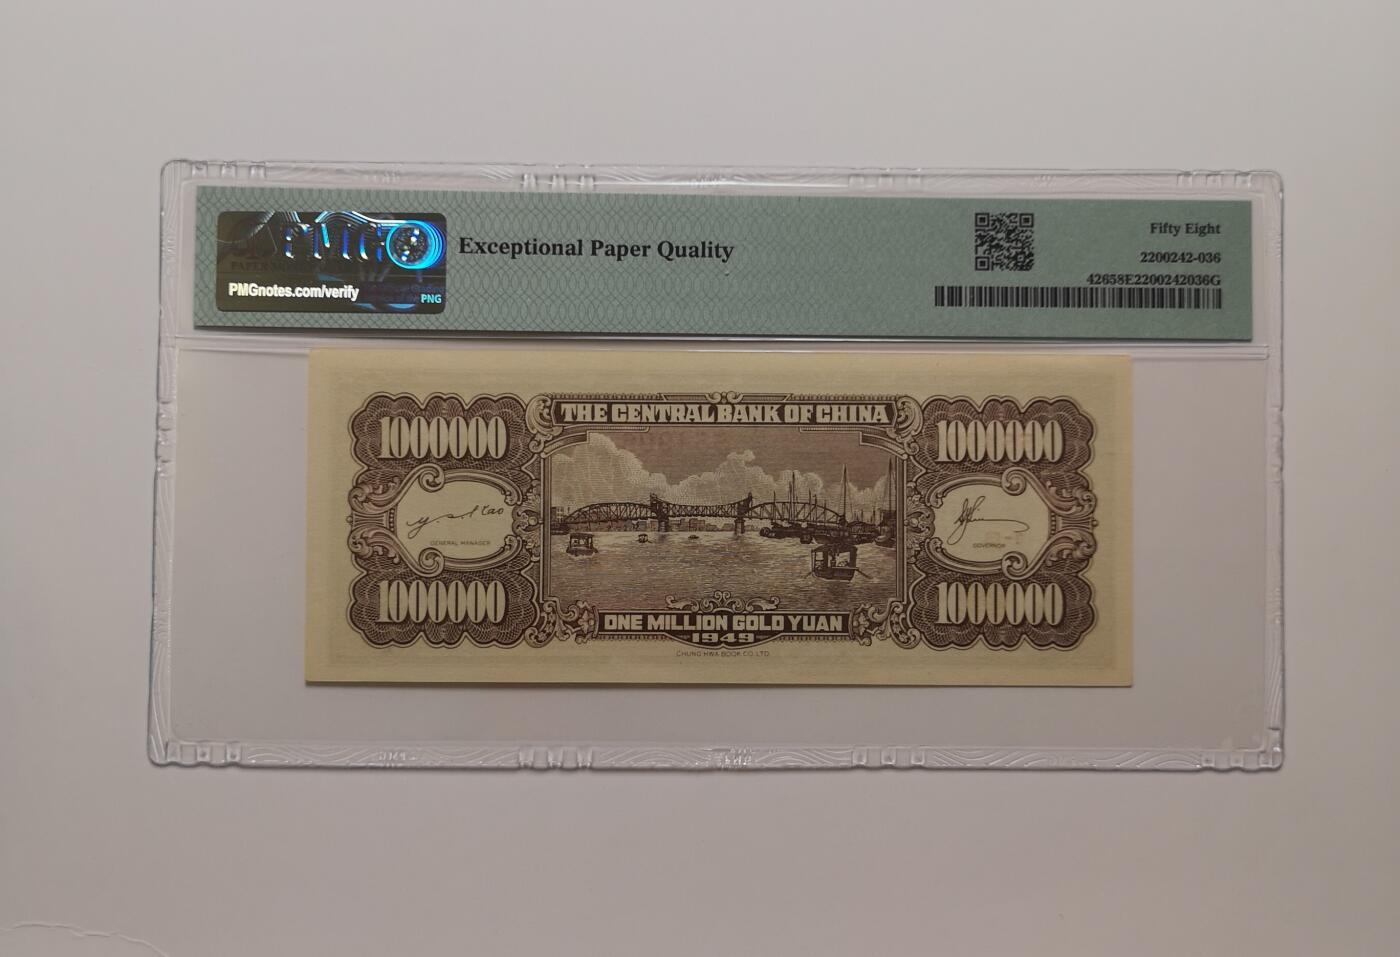 PMG
PMGnotes.com/verify
PNG
Exceptional Paper Quality
Fifty Eight
2200242-036
42658E2200242036G
THE CENTRAL BANK OF CHINA
1000000
1000000
GENERAL MANAGER
GOVERNOR
1000000
1000000
ONE MILLION GOLD YUAN
1949
CHUNG HWA BOOK CO. LTD.